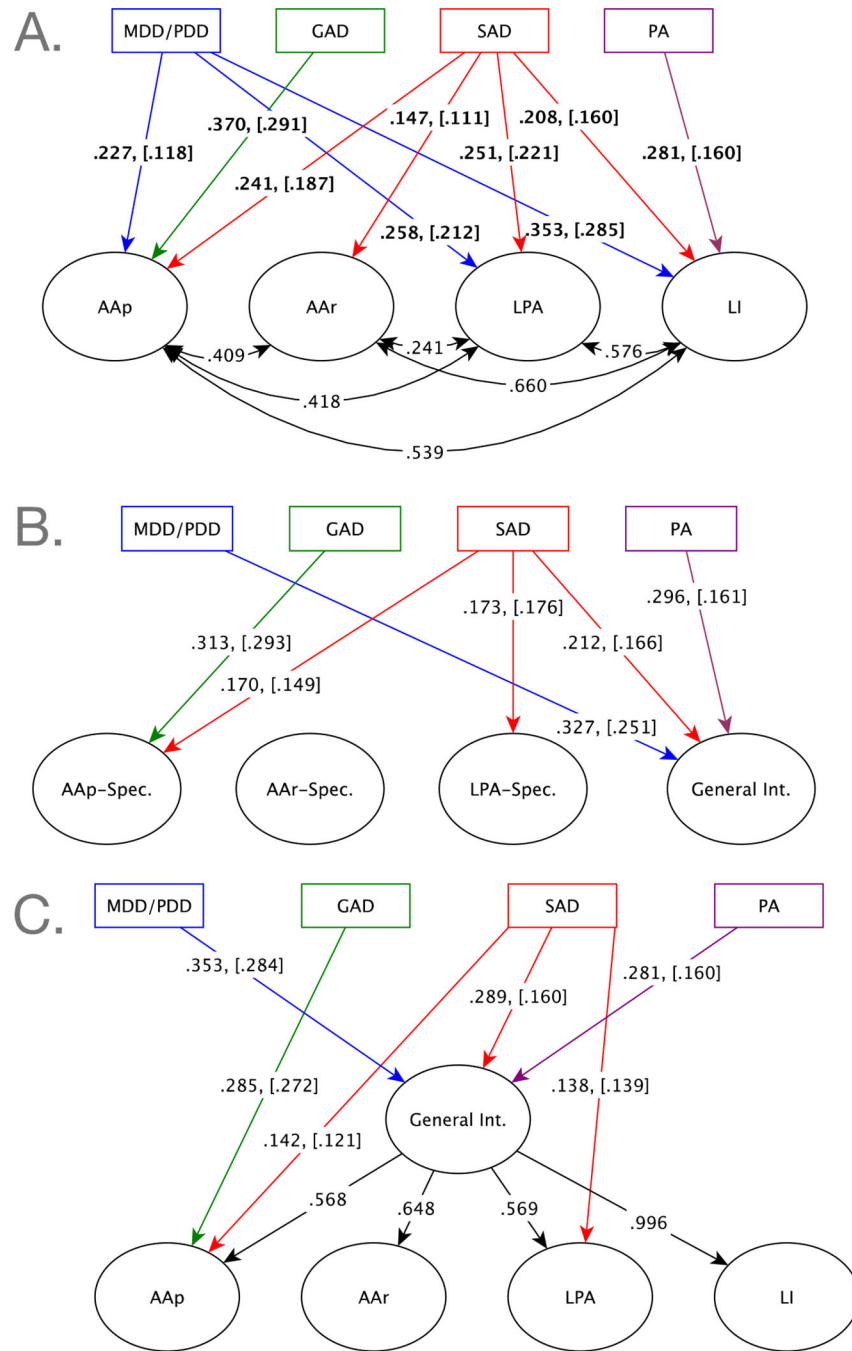 A.
MDD/PDD GAD SAD PA
.370, [.291] .147, [.111] .208, [.160]
.227, [.118] .251, [.221] .281, [.160]
.241, [.187]
.258, [.212] .353, [.285]
AAp AAr LPA LI
.409 .241 .576
.418 .660
.539
B.
MDD/PDD GAD SAD PA
.173, [.176] .296, [.161]
.313, [.293] .212, [.166]
.170, [.149]
.327, [.251]
AAp-Spec. AAr-Spec. LPA-Spec. General Int.
C.
MDD/PDD GAD SAD PA
.353, [.284] .281, [.160]
.289, [.160]
.285, [.272] .138, [.139]
General Int.
.142, [.121]
.568 .648 .569 .996
AAp AAr LPA LI